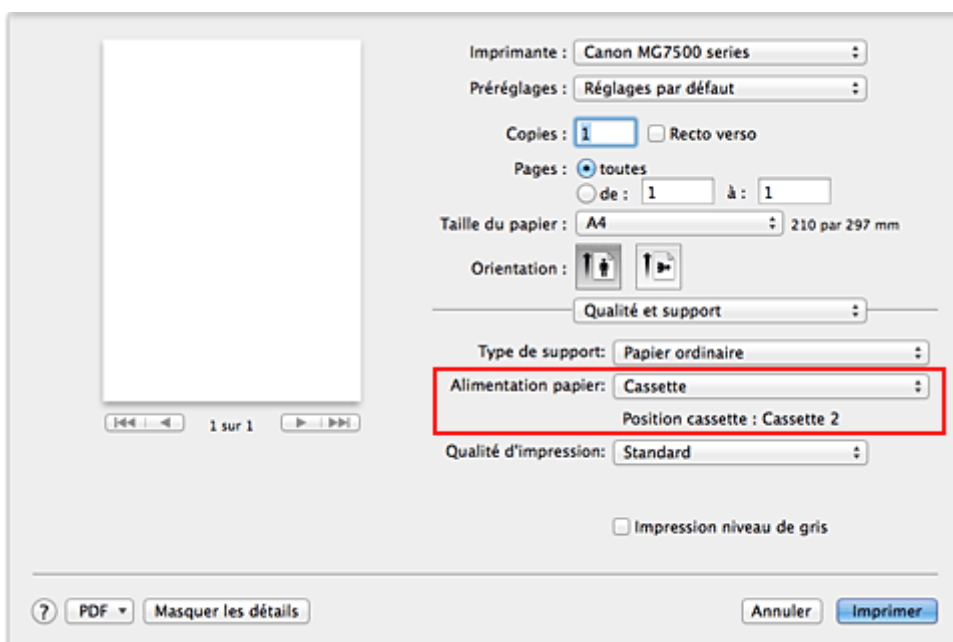 Imprimante : Canon MG7500 series
Préréglages : Réglages par défaut
Copies : 1 Recto verso
Pages : toutes
de : 1 à : 1
Taille du papier : A4 210 par 297 mm
Orientation :
Qualité et support
Type de support: Papier ordinaire
Alimentation papier: Cassette
Position cassette : Cassette 2
1 sur 1
Qualité d'impression: Standard
Impression niveau de gris
? PDF Masquer les détails Annuler Imprimer